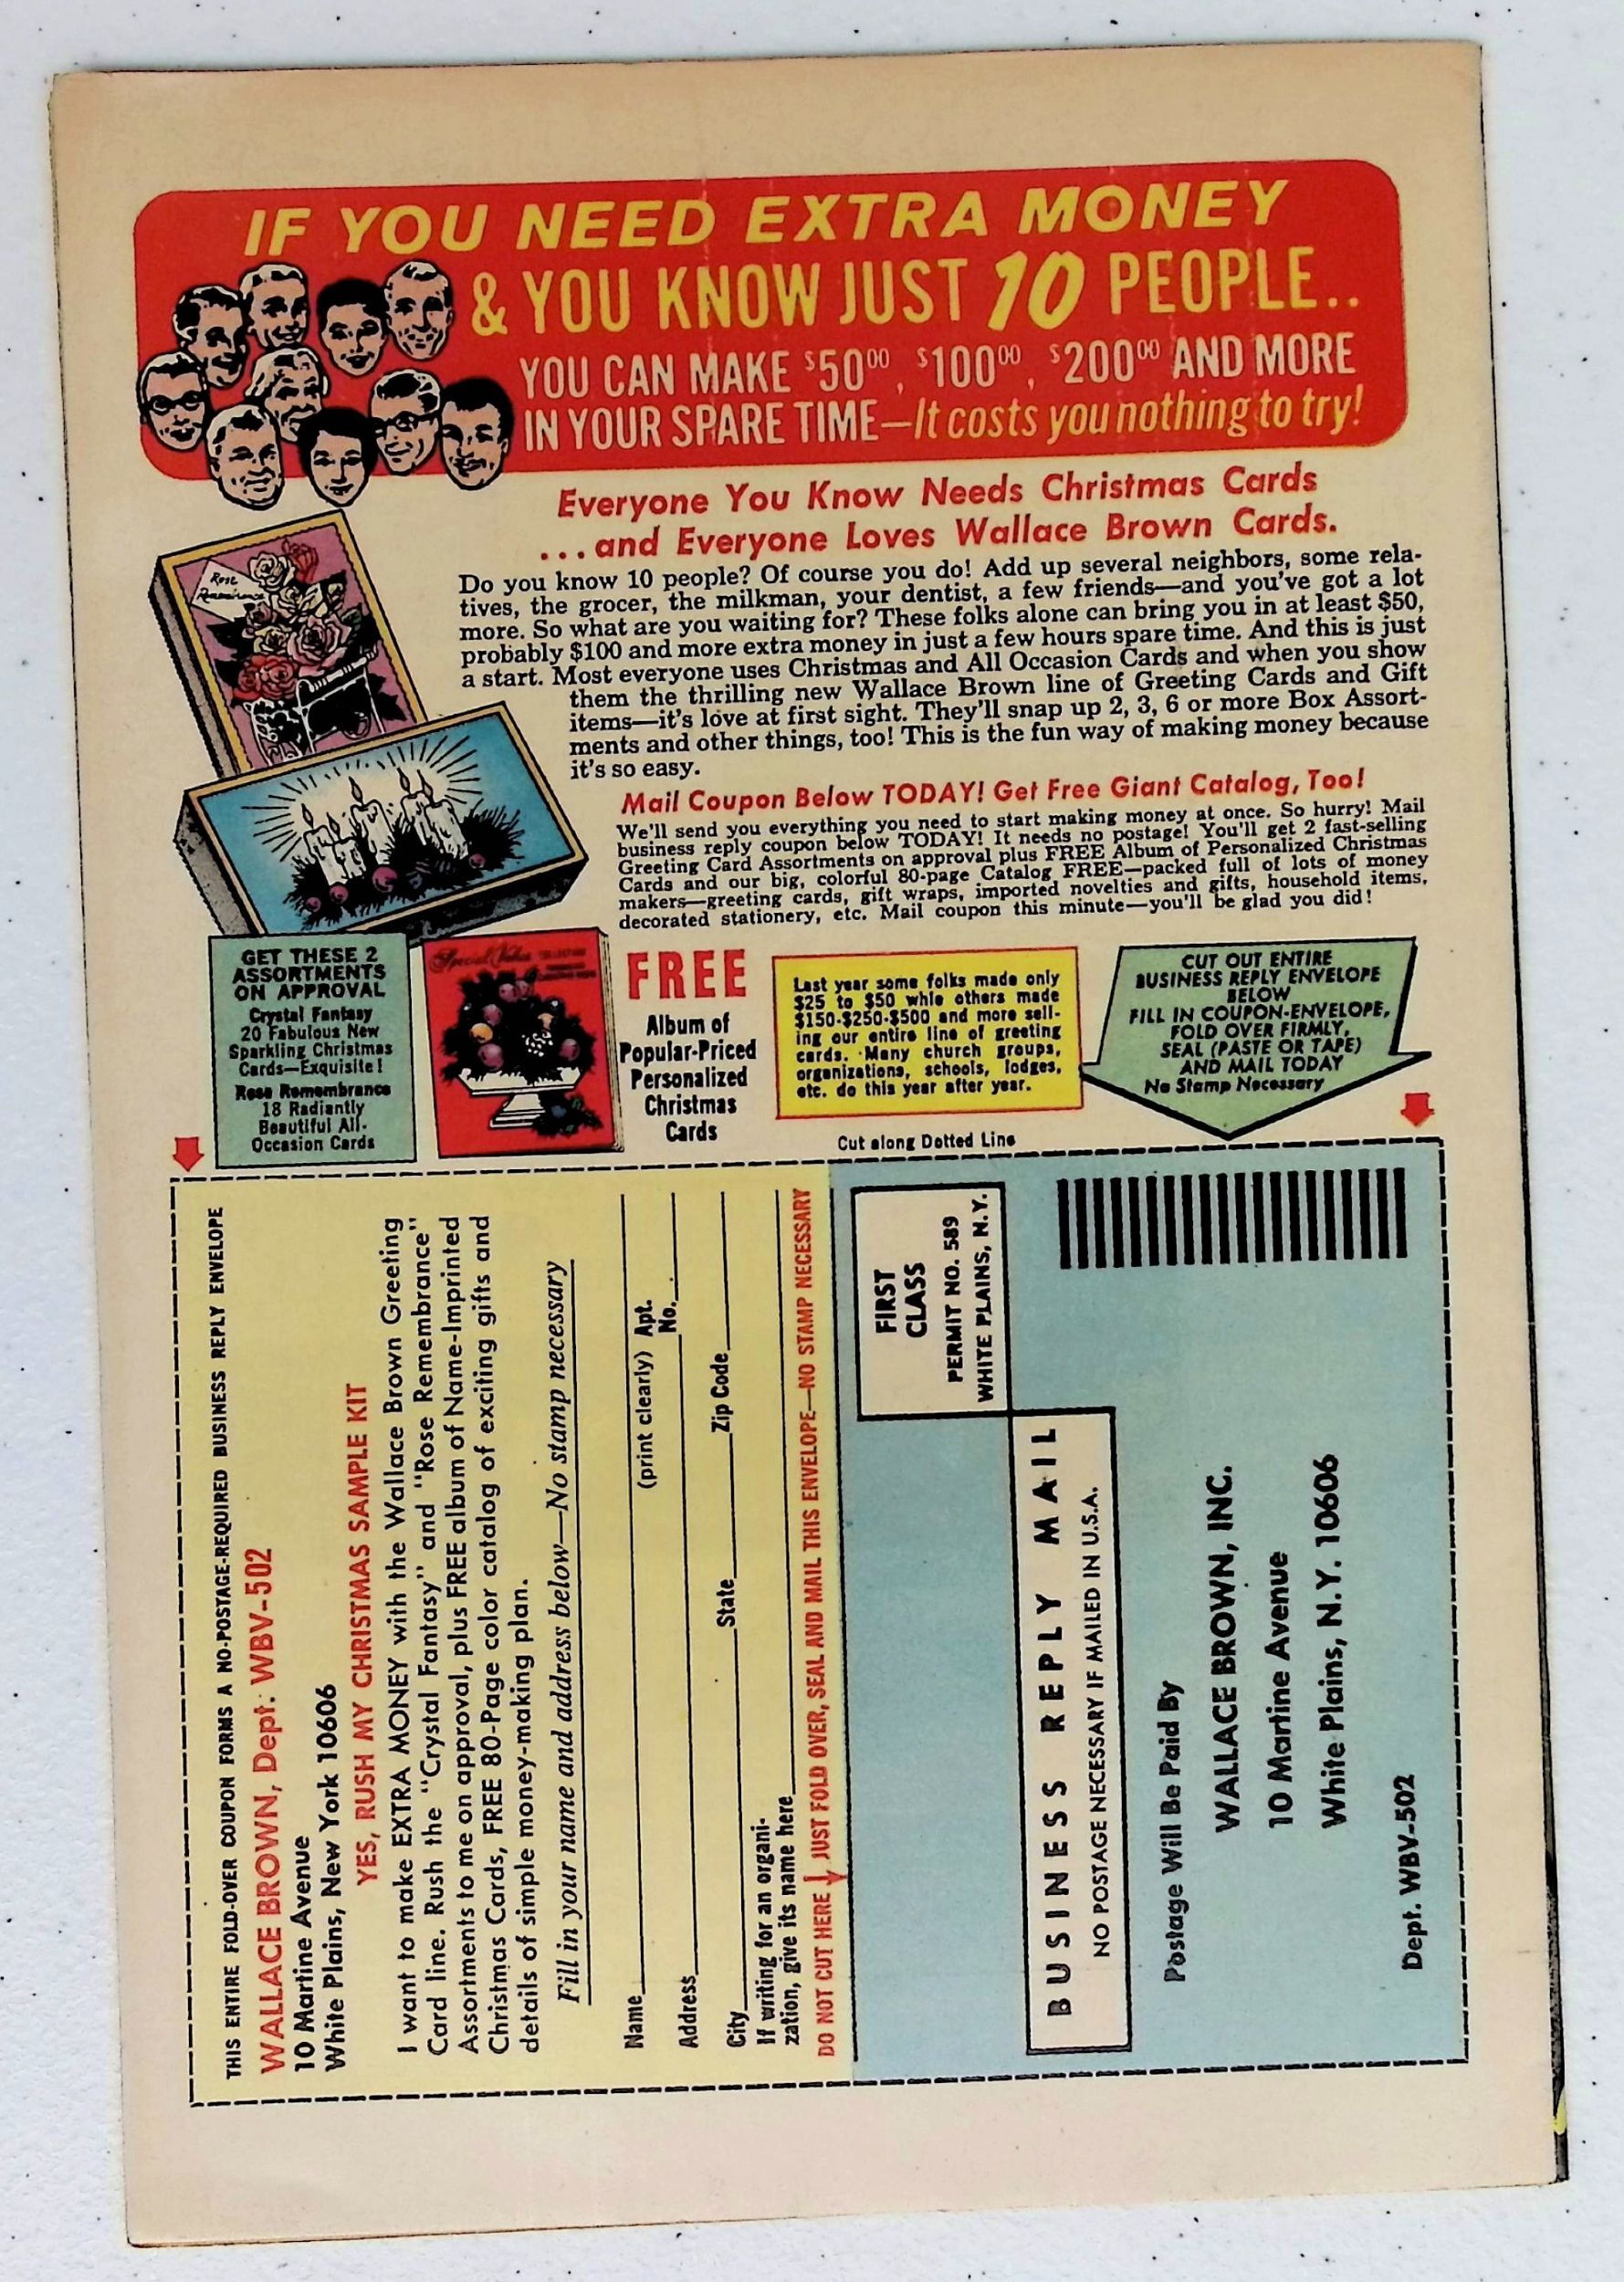 IF YOU NEED EXTRA MONEY
& YOU KNOW JUST 10 PEOPLE..
YOU CAN MAKE $50⁰⁰, $100⁰⁰, $200⁰⁰ AND MORE
IN YOUR SPARE TIME—It costs you nothing to try!
Everyone You Know Needs Christmas Cards
...and Everyone Loves Wallace Brown Cards.
Rose
Remembrance
Do you know 10 people? Of course you do! Add up several neighbors, some rela-
tives, the grocer, the milkman, your dentist, a few friends—and you've got a lot
more. So what are you waiting for? These folks alone can bring you in at least $50,
probably $100 and more extra money in just a few hours spare time. And this is just
a start. Most everyone uses Christmas and All Occasion Cards and when you show
them the thrilling new Wallace Brown line of Greeting Cards and Gift
items—it's love at first sight. They'll snap up 2, 3, 6 or more Box Assort-
ments and other things, too! This is the fun way of making money because
it's so easy.
Mail Coupon Below TODAY! Get Free Giant Catalog, Too!
We'll send you everything you need to start making money at once. So hurry! Mail
business reply coupon below TODAY! It needs no postage! You'll get 2 fast-selling
Greeting Card Assortments on approval plus FREE Album of Personalized Christmas
Cards and our big, colorful 80-page Catalog FREE—packed full of lots of money
makers—greeting cards, gift wraps, imported novelties and gifts, household items,
decorated stationery, etc. Mail coupon this minute—you'll be glad you did!
GET THESE 2
ASSORTMENTS
ON APPROVAL
Crystal Fantasy
20 Fabulous New
Sparkling Christmas
Cards—Exquisite!
Rose Remembrance
18 Radiantly
Beautiful All-
Occasion Cards
Special Value
FREE
Album of
Popular-Priced
Personalized
Christmas
Cards
Last year some folks made only
$25 to $50 while others made
$150-$250-$500 and more sell-
ing our entire line of greeting
cards. Many church groups,
organizations, schools, lodges,
etc. do this year after year.
CUT OUT ENTIRE
BUSINESS REPLY ENVELOPE
BELOW
FILL IN COUPON-ENVELOPE,
FOLD OVER FIRMLY,
SEAL (PASTE OR TAPE)
AND MAIL TODAY
No Stamp Necessary
Cut along Dotted Line
THIS ENTIRE FOLD-OVER COUPON FORMS A NO-POSTAGE-REQUIRED BUSINESS REPLY ENVELOPE
WALLACE BROWN, Dept. WBV-502
10 Martine Avenue
White Plains, New York 10606
YES, RUSH MY CHRISTMAS SAMPLE KIT
I want to make EXTRA MONEY with the Wallace Brown Greeting
Card line. Rush the "Crystal Fantasy" and "Rose Remembrance"
Assortments to me on approval, plus FREE album of Name-Imprinted
Christmas Cards, FREE 80-Page color catalog of exciting gifts and
details of simple money-making plan.
Fill in your name and address below—No stamp necessary
Name (print clearly)
Address Apt. No.
City State Zip Code
If writing for an organi-
zation, give its name here
DO NOT CUT HERE JUST FOLD OVER, SEAL AND MAIL THIS ENVELOPE—NO STAMP NECESSARY
FIRST
CLASS
PERMIT NO. 589
WHITE PLAINS, N.Y.
BUSINESS REPLY MAIL
NO POSTAGE NECESSARY IF MAILED IN U.S.A.
Postage Will Be Paid By
WALLACE BROWN, INC.
10 Martine Avenue
White Plains, N.Y. 10606
Dept. WBV-502